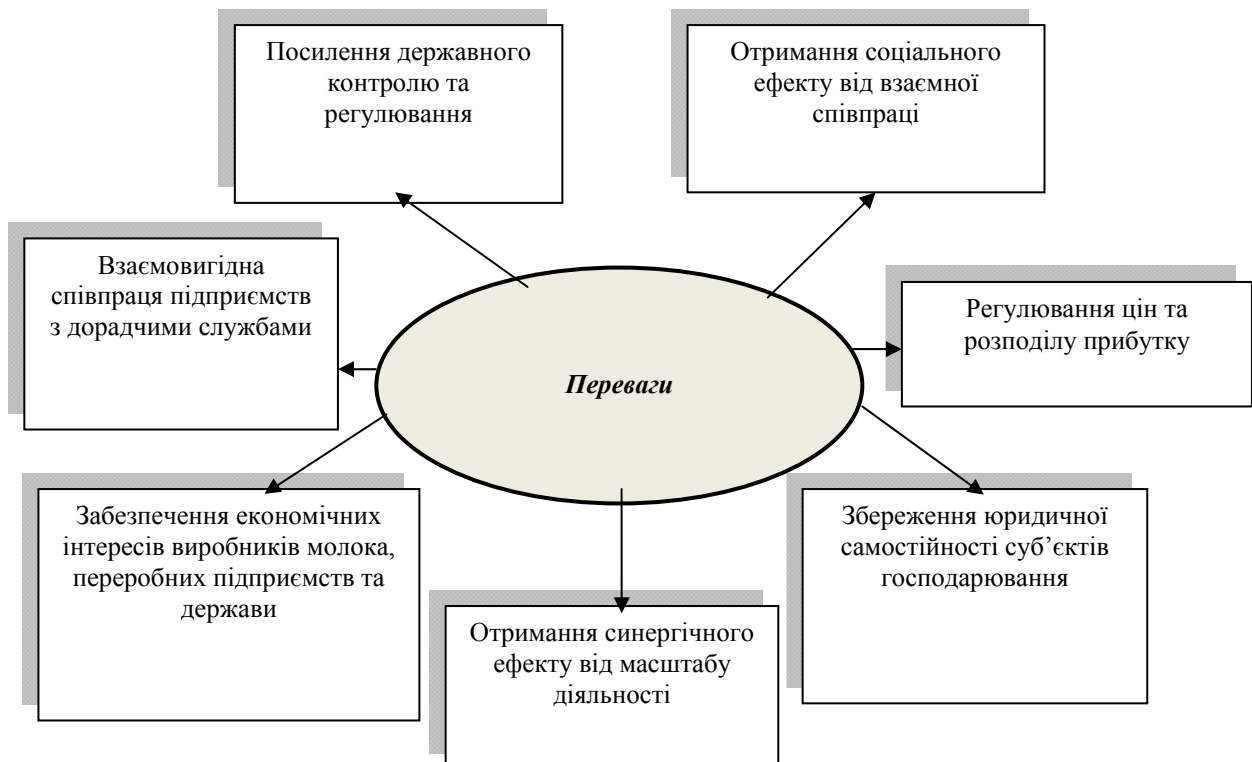 Посилення державного
контролю та
регулювання
Отримання соціального
ефекту від взаємної
співпраці
Взаємовигідна
співпраця підприємств
з дорадчими службами
Регулювання цін та
розподілу прибутку
Переваги
Забезпечення економічних
інтересів виробників молока,
переробних підприємств та
держави
Збереження юридичної
самостійності суб’єктів
господарювання
Отримання синергічного
ефекту від масштабу
діяльності